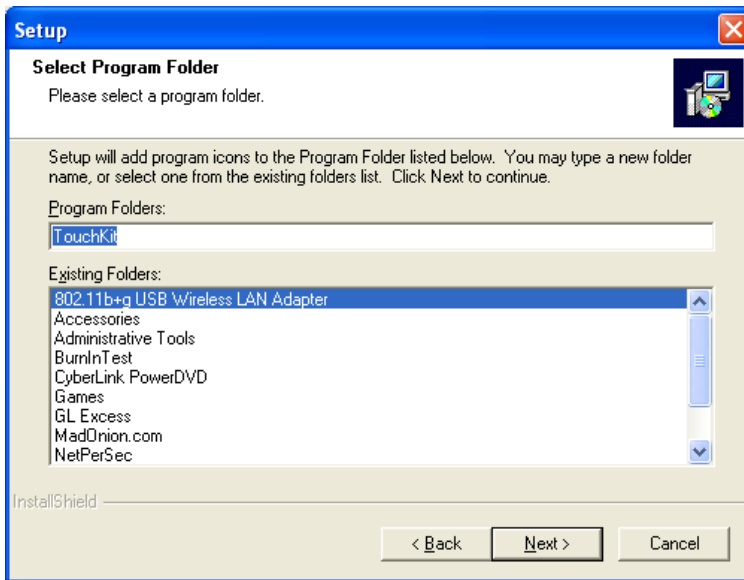 Setup
Select Program Folder
Please select a program folder.
Setup will add program icons to the Program Folder listed below. You may type a new folder
name, or select one from the existing folders list. Click Next to continue.
Program Folders:
TouchKit
Existing Folders:
802.11b+g USB Wireless LAN Adapter
Accessories
Administrative Tools
BurnInTest
CyberLink PowerDVD
Games
GL Excess
MadOnion.com
NetPerSec
InstallShield
< Back Next > Cancel